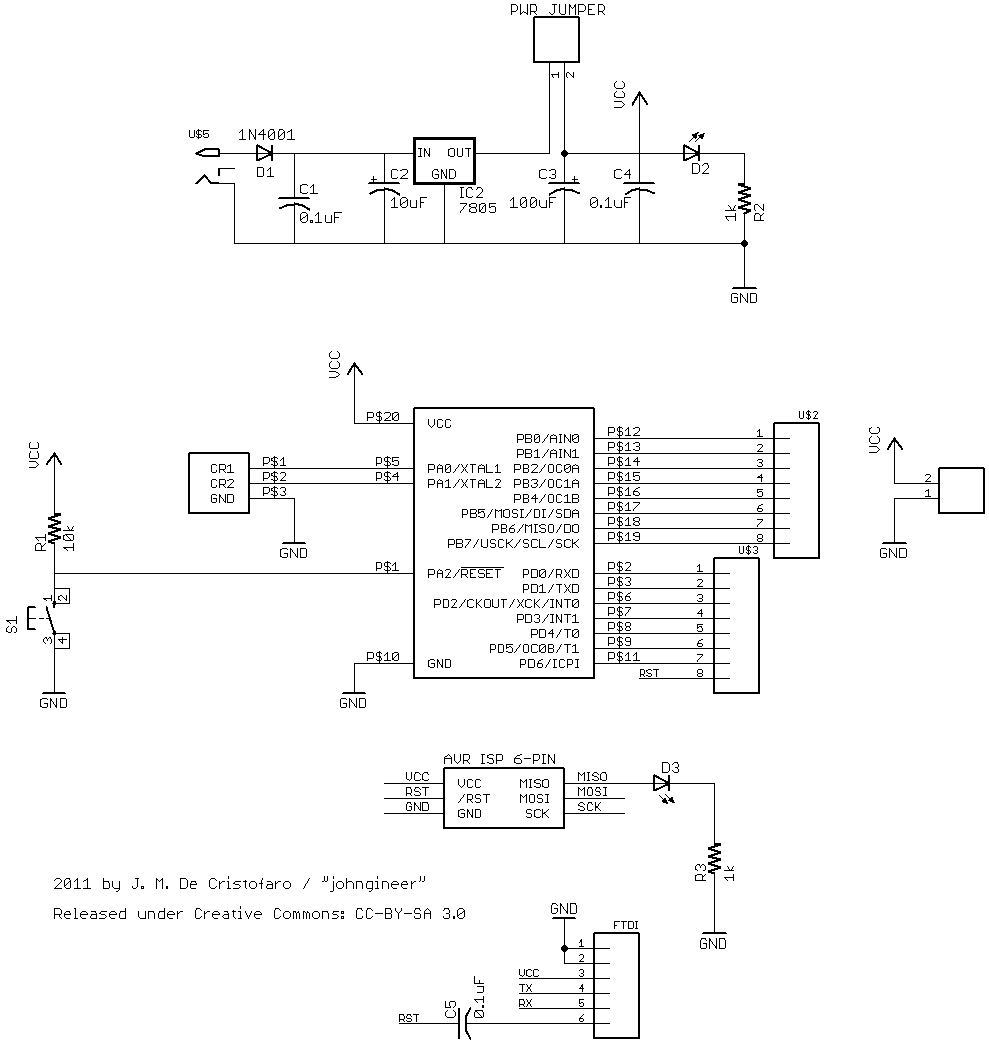 PWR JUMPER
1
2
VCC
U$5
1N4001
D1
C1
0.1uF
C2
+
10uF
IN OUT
GND
IC2
7805
C3
+
100uF
C4
0.1uF
D2
1k
R2
GND
VCC
P$20
VCC
VCC
R1
10k
S1
1
2
3
4
GND
CR1
CR2
GND
P$1
P$2
P$3
GND
P$5
P$4
P$1
P$10
GND
PA0/XTAL1
PA1/XTAL2
PA2/RESET
GND
PB0/AIN0
PB1/AIN1
PB2/OC0A
PB3/OC1A
PB4/OC1B
PB5/MOSI/DI/SDA
PB6/MISO/DO
PB7/USCK/SCL/SCK
PD0/RXD
PD1/TXD
PD2/CKOUT/XCK/INT0
PD3/INT1
PD4/T0
PD5/OC0B/T1
PD6/ICPI
P$12
P$13
P$14
P$15
P$16
P$17
P$18
P$19
P$2
P$3
P$6
P$7
P$8
P$9
P$11
RST
U$2
1
2
3
4
5
6
7
8
U$3
1
2
3
4
5
6
7
8
VCC
2
1
GND
AVR ISP 6-PIN
VCC
RST
GND
VCC MISO
/RST MOSI
GND SCK
MISO
MOSI
SCK
D3
R3
1k
GND
2011 by J. M. De Cristofaro / "johngineer"
Released under Creative Commons: CC-BY-SA 3.0
GND
FTDI
1
2
VCC 3
TX 4
RX 5
6
RST
C5
0.1uF